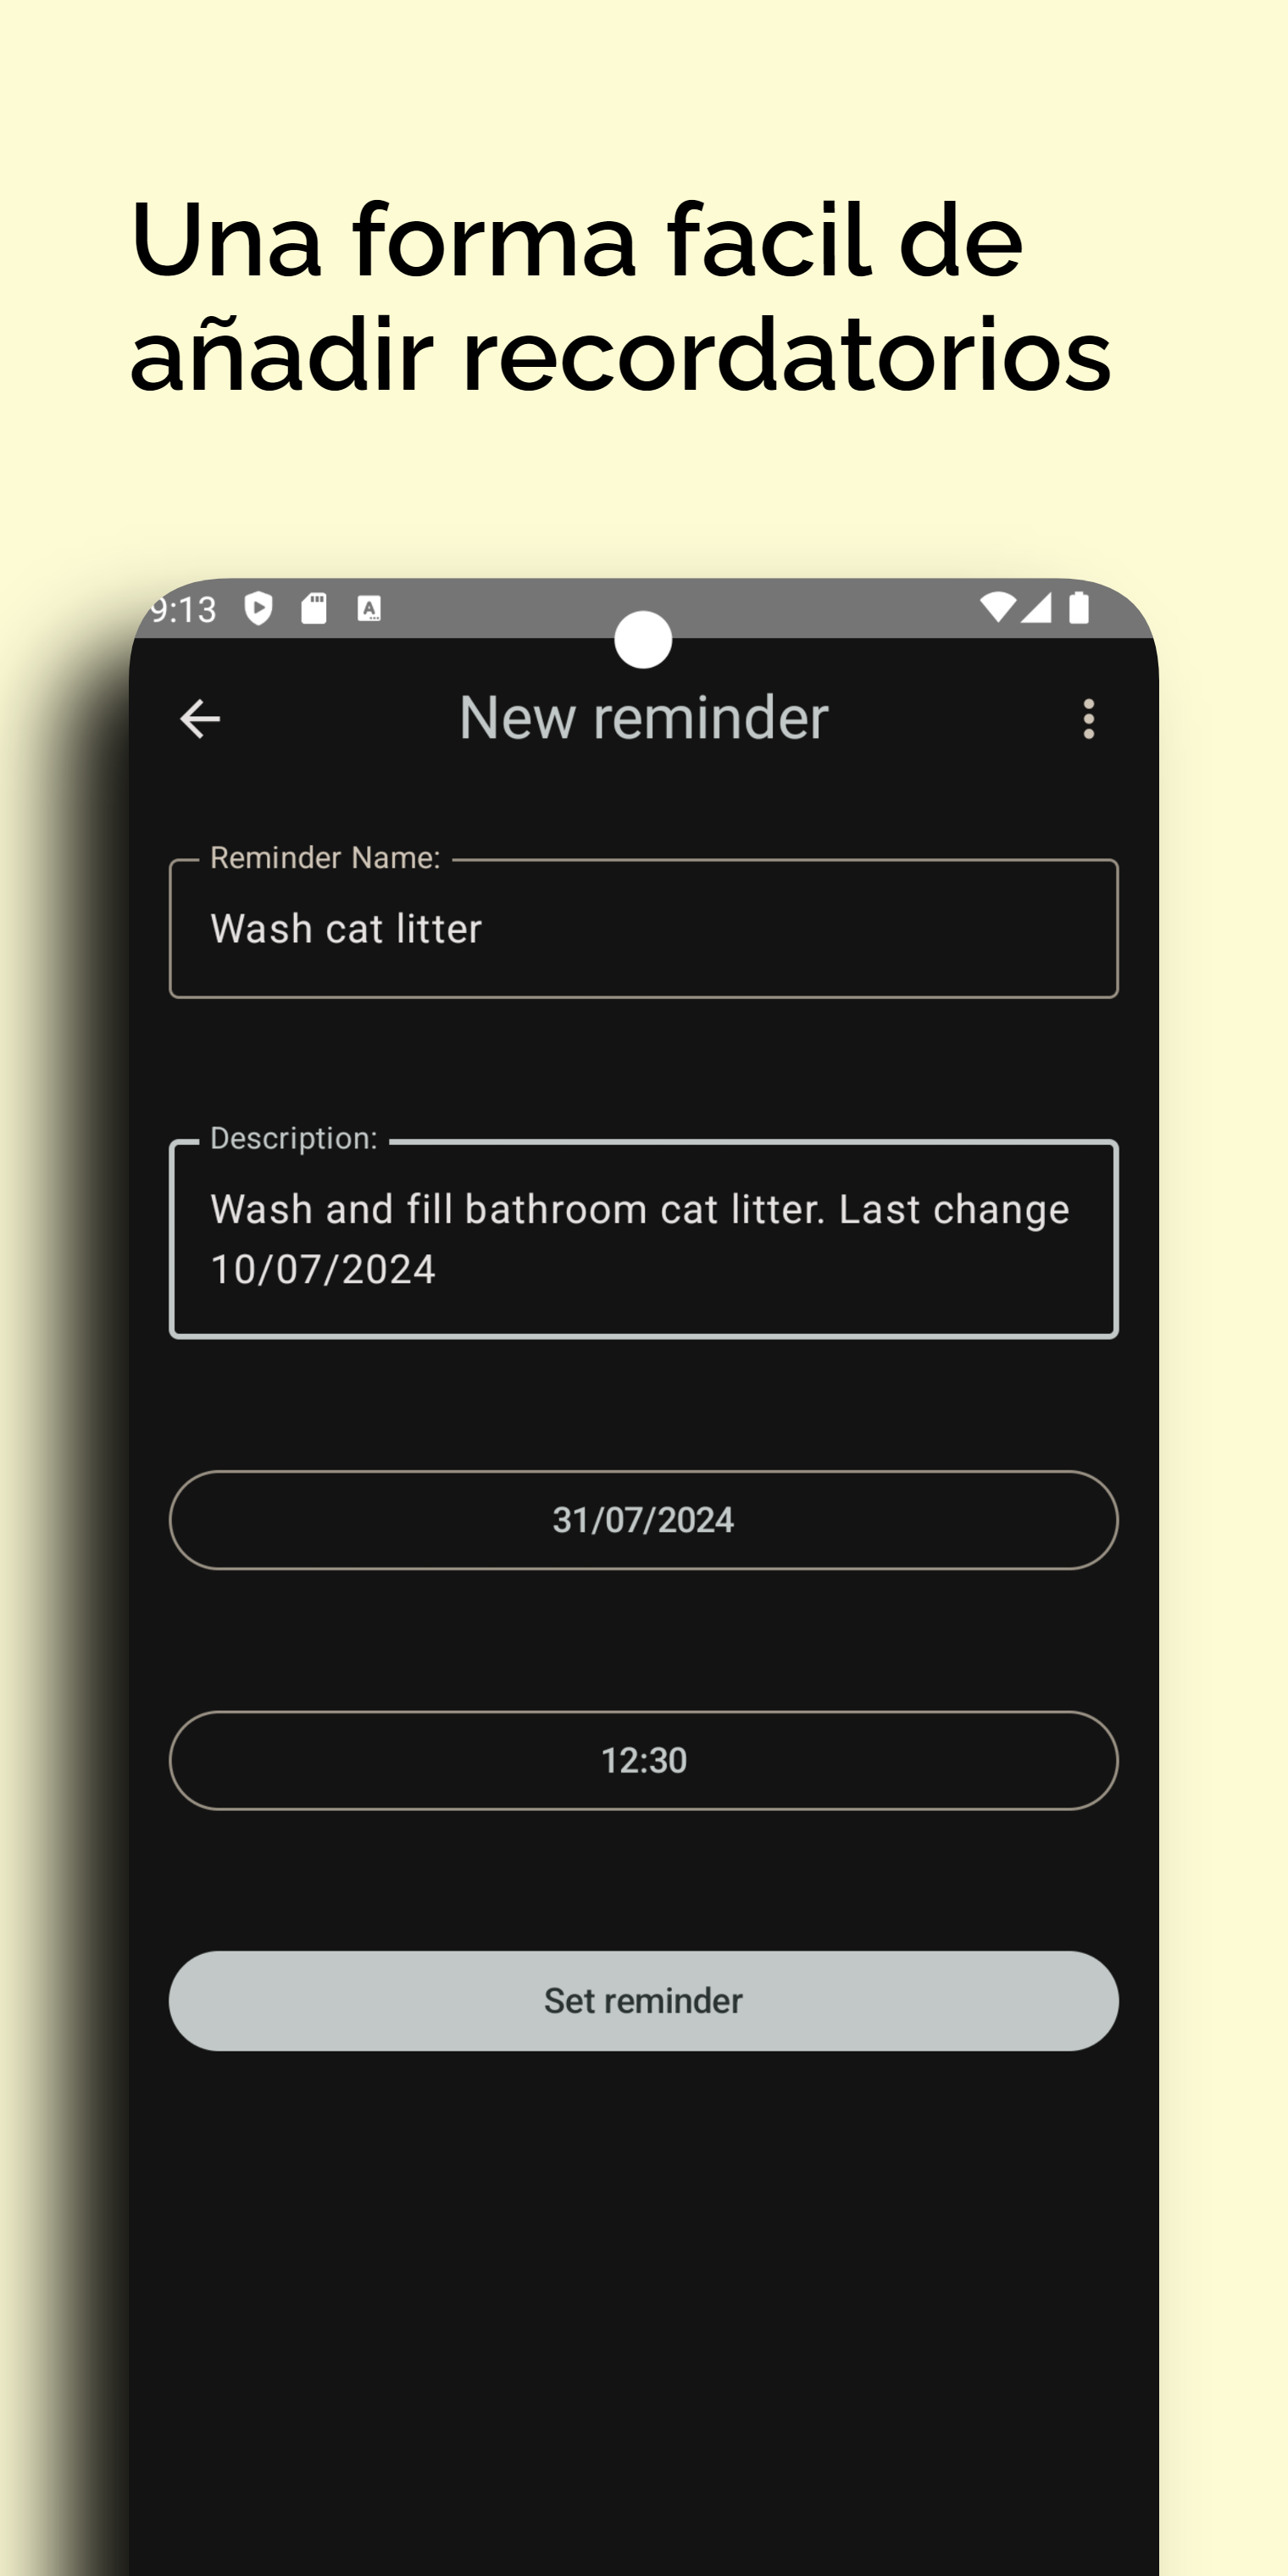 Una forma facil de
añadir recordatorios
9:13
New reminder
Reminder Name:
Wash cat litter
Description:
Wash and fill bathroom cat litter. Last change
10/07/2024
31/07/2024
12:30
Set reminder